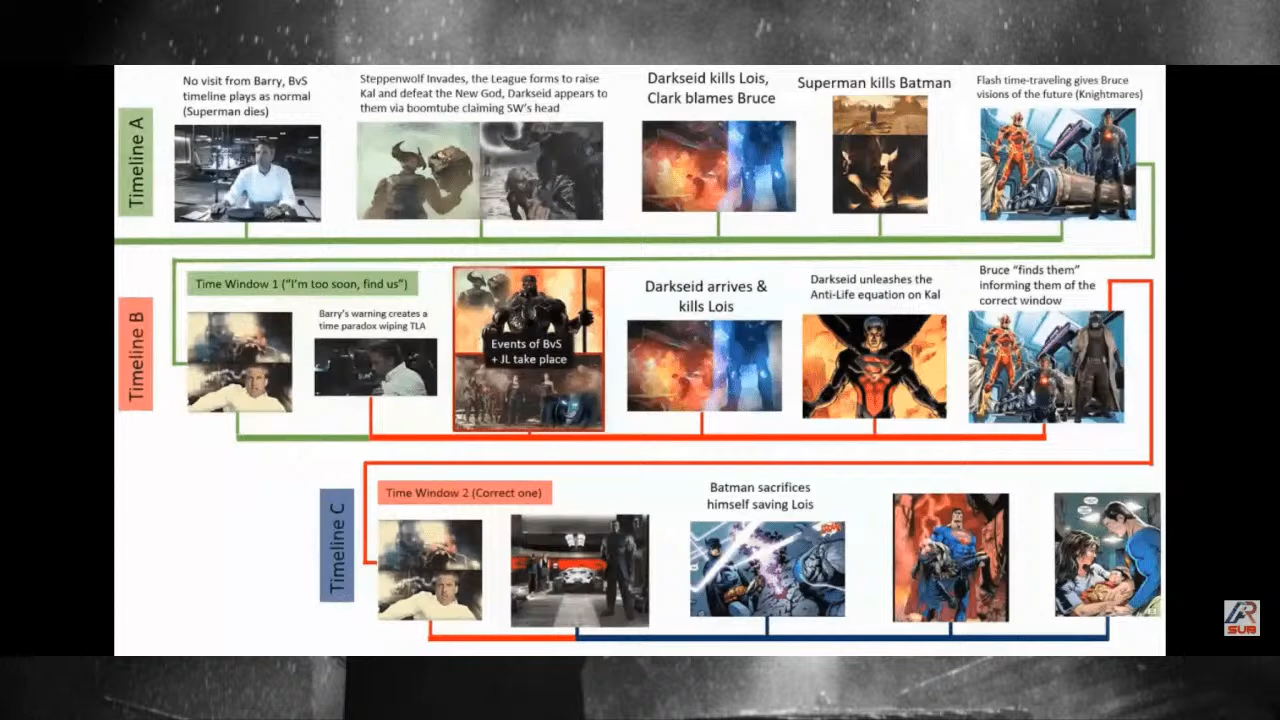 Timeline A
No visit from Barry, BvS
timeline plays as normal
(Superman dies)
Steppenwolf Invades, the League forms to raise
Kal and defeat the New God, Darkseid appears to
them via boomtube claiming SW's head
Darkseid kills Lois,
Clark blames Bruce
Superman kills Batman
Flash time-traveling gives Bruce
visions of the future (Knightmares)
Timeline B
Time Window 1 ("I'm too soon, find us")
Barry's warning creates a
time paradox wiping TLA
Events of BvS
+ JL take place
Darkseid arrives &
kills Lois
Darkseid unleashes the
Anti-Life equation on Kal
Bruce "finds them"
informing them of the
correct window
Timeline C
Time Window 2 (Correct one)
Batman sacrifices
himself saving Lois
SUB